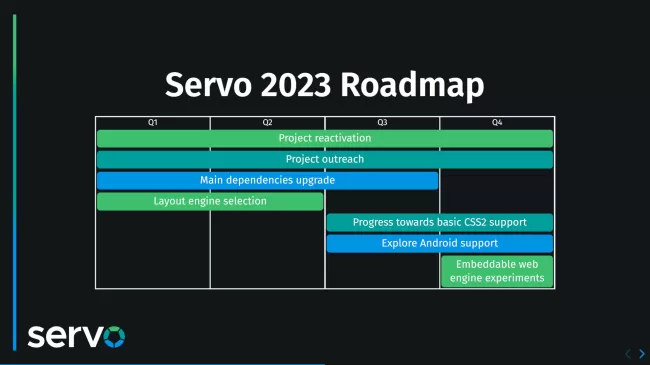 Servo 2023 Roadmap
Q1 Q2 Q3 Q4
Project reactivation
Project outreach
Main dependencies upgrade
Layout engine selection
Progress towards basic CSS2 support
Explore Android support
Embeddable web
engine experiments
servo